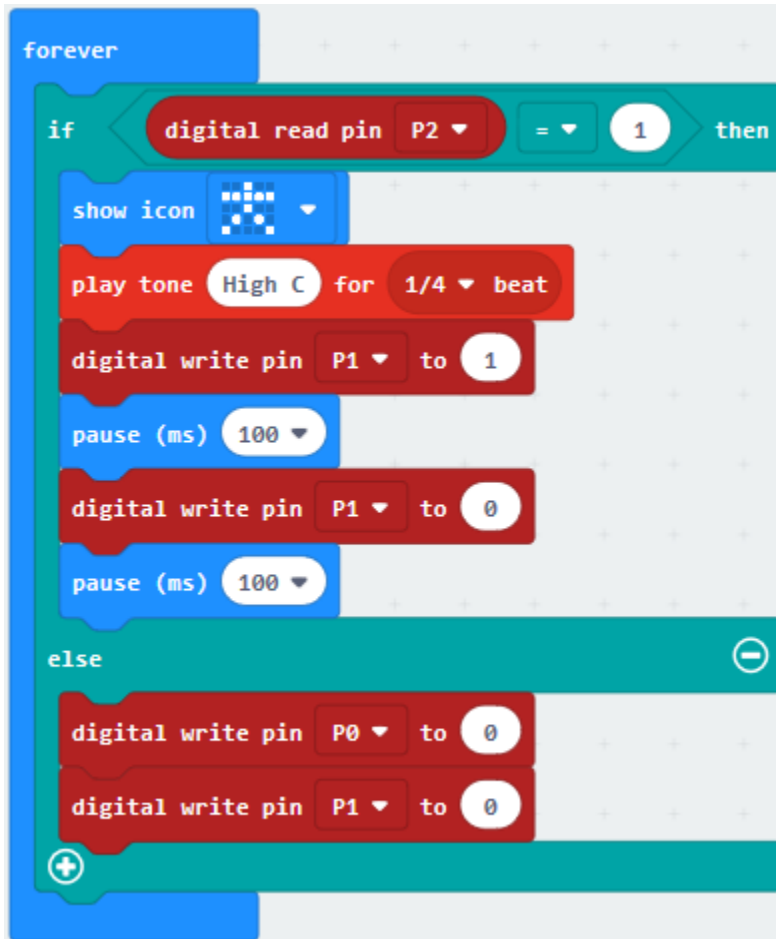 forever
if digital read pin P2 = 1 then
show icon
play tone High C for 1/4 beat
digital write pin P1 to 1
pause (ms) 100
digital write pin P1 to 0
pause (ms) 100
else
digital write pin P0 to 0
digital write pin P1 to 0